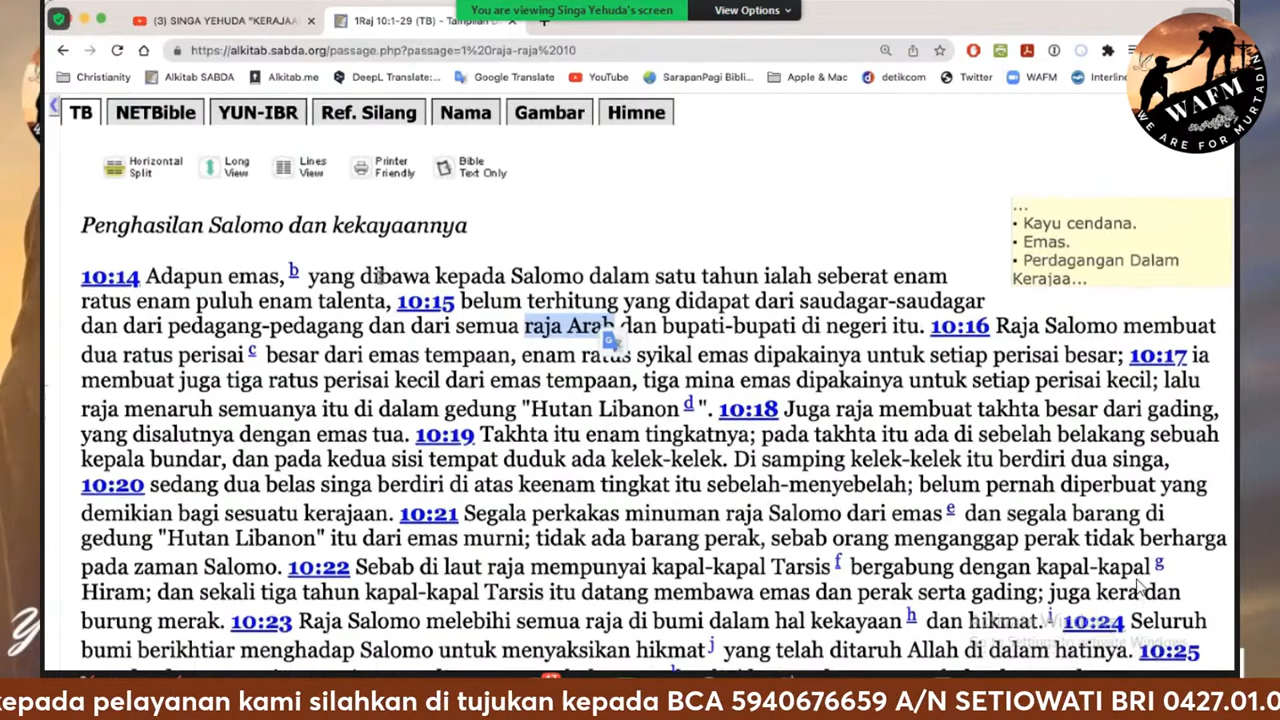 You are viewing Singa Yehuda's screen
View Options
(3) SINGA YEHUDA "KERAJAA
1Raj 10:1-29 (TB) - Tampilan
https://alkitab.sabda.org/passage.php?passage=1%20raja-raja%2010
Christianity
Alkitab SABDA
Alkitab.me
DeepL Translate:...
Google Translate
YouTube
SarapanPagi Bibli...
Apple & Mac
detikcom
Twitter
WAFM
Interlin
WAFM
WE ARE FOR MURTADIN
TB
NETBible
YUN-IBR
Ref. Silang
Nama
Gambar
Himne
Horizontal Split
Long View
Lines View
Printer Friendly
Bible Text Only
...
• Kayu cendana.
• Emas.
• Perdagangan Dalam
Kerajaa...
Penghasilan Salomo dan kekayaannya
10:14 Adapun emas, b yang dibawa kepada Salomo dalam satu tahun ialah seberat enam
ratus enam puluh enam talenta, 10:15 belum terhitung yang didapat dari saudagar-saudagar
dan dari pedagang-pedagang dan dari semua raja Arab dan bupati-bupati di negeri itu. 10:16 Raja Salomo membuat
dua ratus perisai c besar dari emas tempaan, enam ratus syikal emas dipakainya untuk setiap perisai besar; 10:17 ia
membuat juga tiga ratus perisai kecil dari emas tempaan, tiga mina emas dipakainya untuk setiap perisai kecil; lalu
raja menaruh semuanya itu di dalam gedung "Hutan Libanon d ". 10:18 Juga raja membuat takhta besar dari gading,
yang disalutnya dengan emas tua. 10:19 Takhta itu enam tingkatnya; pada takhta itu ada di sebelah belakang sebuah
kepala bundar, dan pada kedua sisi tempat duduk ada kelek-kelek. Di samping kelek-kelek itu berdiri dua singa,
10:20 sedang dua belas singa berdiri di atas keenam tingkat itu sebelah-menyebelah; belum pernah diperbuat yang
demikian bagi sesuatu kerajaan. 10:21 Segala perkakas minuman raja Salomo dari emas e dan segala barang di
gedung "Hutan Libanon" itu dari emas murni; tidak ada barang perak, sebab orang menganggap perak tidak berharga
pada zaman Salomo. 10:22 Sebab di laut raja mempunyai kapal-kapal Tarsis f bergabung dengan kapal-kapal g
Hiram; dan sekali tiga tahun kapal-kapal Tarsis itu datang membawa emas dan perak serta gading; juga kera dan
burung merak. 10:23 Raja Salomo melebihi semua raja di bumi dalam hal kekayaan h dan hikmat. i 10:24 Seluruh
bumi berikhtiar menghadap Salomo untuk menyaksikan hikmat j yang telah ditaruh Allah di dalam hatinya. 10:25
kepada pelayanan kami silahkan di tujukan kepada BCA 5940676659 A/N SETIOWATI BRI 0427.01.0